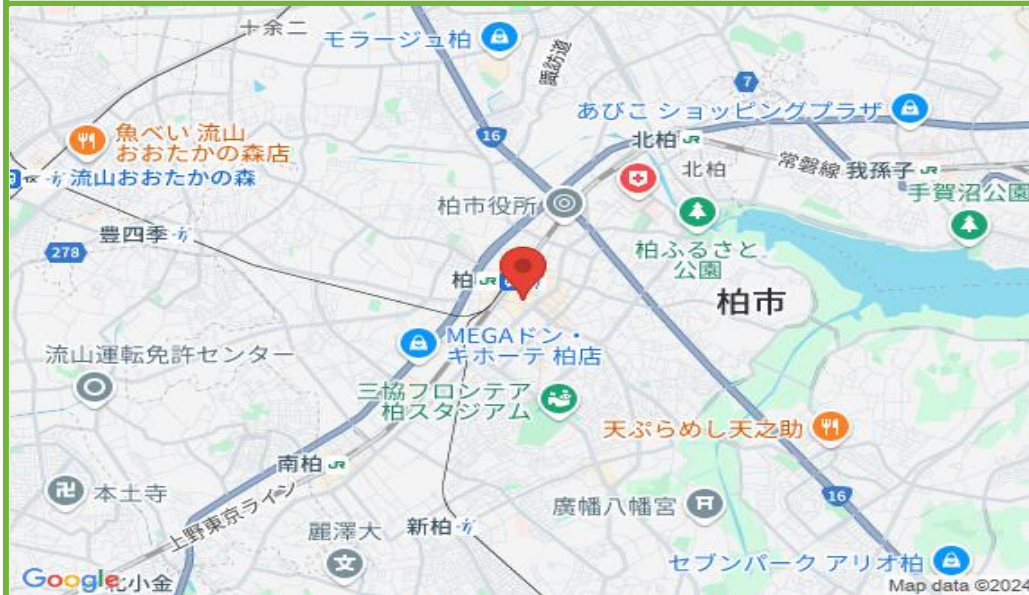 十余二
モラージュ柏
諏訪道
7
あびこ ショッピングプラザ
16
魚べい 流山
おおたかの森店
流山おおたかの森
北柏 JR
北柏
常磐線 我孫子 JR
手賀沼公園
柏市役所
豊四季
278
柏ふるさと
公園
柏 JR
柏市
MEGAドン・
キホーテ 柏店
流山運転免許センター
三協フロンテア
柏スタジアム
天ぷらめし天之助
南柏 JR
本土寺
上野東京ライン
麗澤大
新柏
廣幡八幡宮
16
セブンパーク アリオ柏
Google
北小金
Map data ©2024